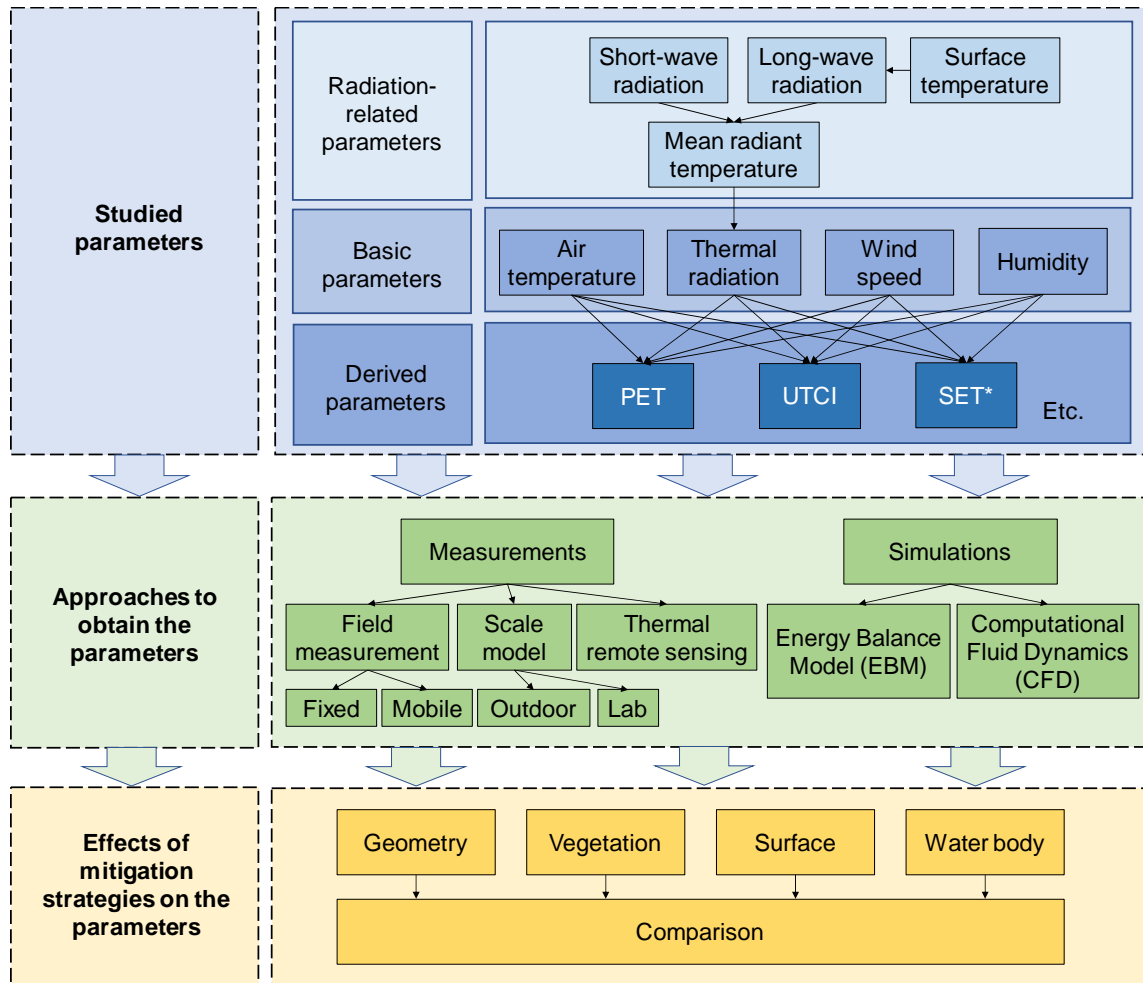 Studied
parameters
Radiation-
related
parameters
Short-wave
radiation
Long-wave
radiation
Surface
temperature
Mean radiant
temperature
Basic
parameters
Air
temperature
Thermal
radiation
Wind
speed
Humidity
Derived
parameters
PET
UTCI
SET*
Etc.
Approaches to
obtain the
parameters
Measurements
Simulations
Field
measurement
Scale
model
Thermal
remote sensing
Energy Balance
Model (EBM)
Computational
Fluid Dynamics
(CFD)
Fixed
Mobile
Outdoor
Lab
Effects of
mitigation
strategies on the
parameters
Geometry
Vegetation
Surface
Water body
Comparison